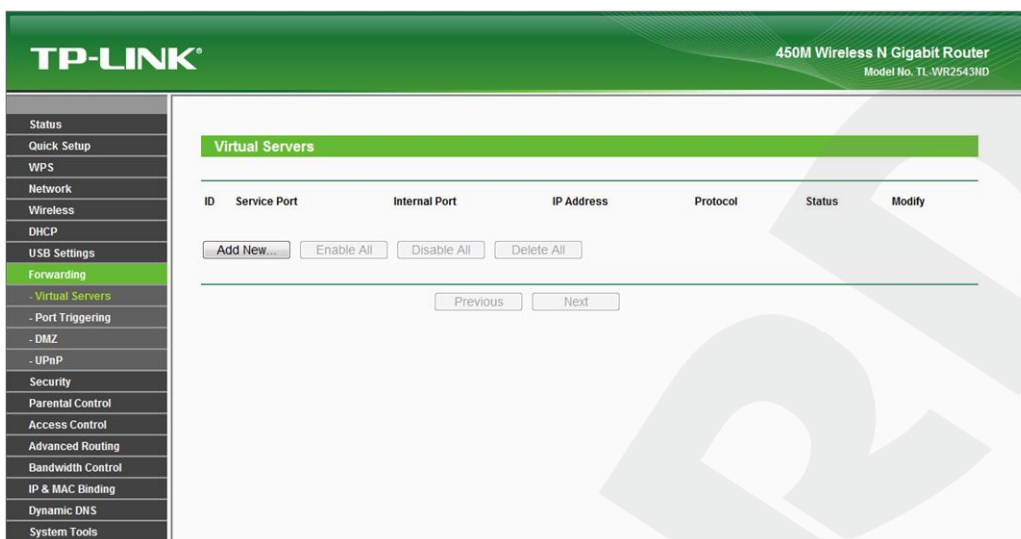 TP-LINK®
450M Wireless N Gigabit Router
Model No. TL-WR2543ND
Status
Quick Setup
WPS
Network
Wireless
DHCP
USB Settings
Forwarding
- Virtual Servers
- Port Triggering
- DMZ
- UPnP
Security
Parental Control
Access Control
Advanced Routing
Bandwidth Control
IP & MAC Binding
Dynamic DNS
System Tools
Virtual Servers
ID Service Port Internal Port IP Address Protocol Status Modify
Add New... Enable All Disable All Delete All
Previous Next